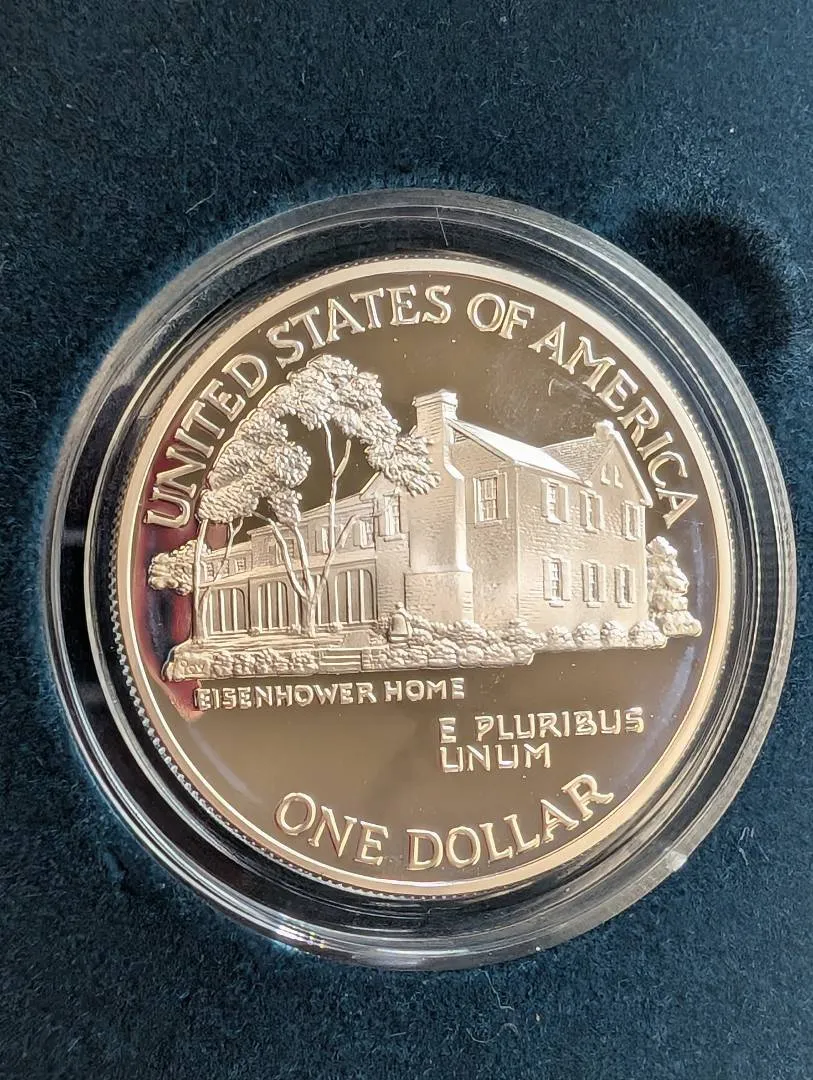 UNITED STATES OF AMERICA
EISENHOWER HOME
E PLURIBUS
UNUM
ONE DOLLAR